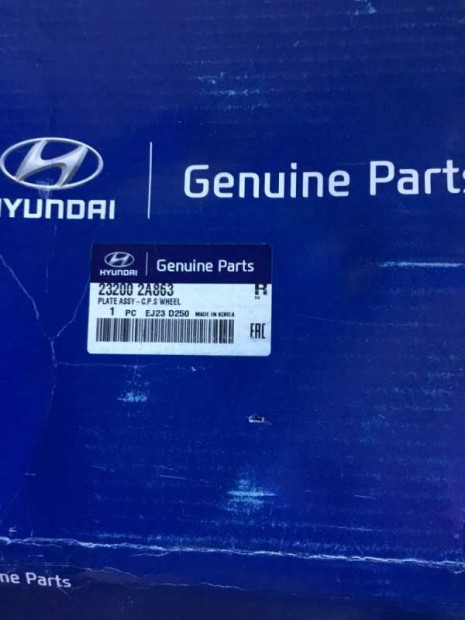 HYUNDAI
Genuine Parts
HYUNDAI Genuine Parts
23200 2A863
PLATE ASSY-C.P.S WHEEL
1 PC EJ23 D250 MADE IN KOREA
EAC
ne Parts